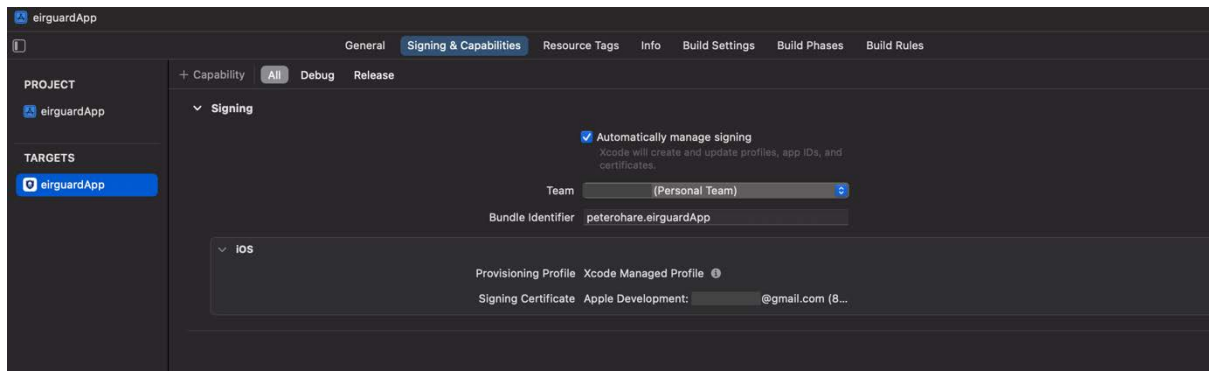 eirguardApp
General Signing & Capabilities Resource Tags Info Build Settings Build Phases Build Rules
+ Capability All Debug Release
PROJECT
eirguardApp
TARGETS
eirguardApp
Signing
Automatically manage signing
Xcode will create and update profiles, app IDs, and
certificates.
Team (Personal Team)
Bundle Identifier peterohare.eirguardApp
iOS
Provisioning Profile Xcode Managed Profile
Signing Certificate Apple Development: @gmail.com (8...